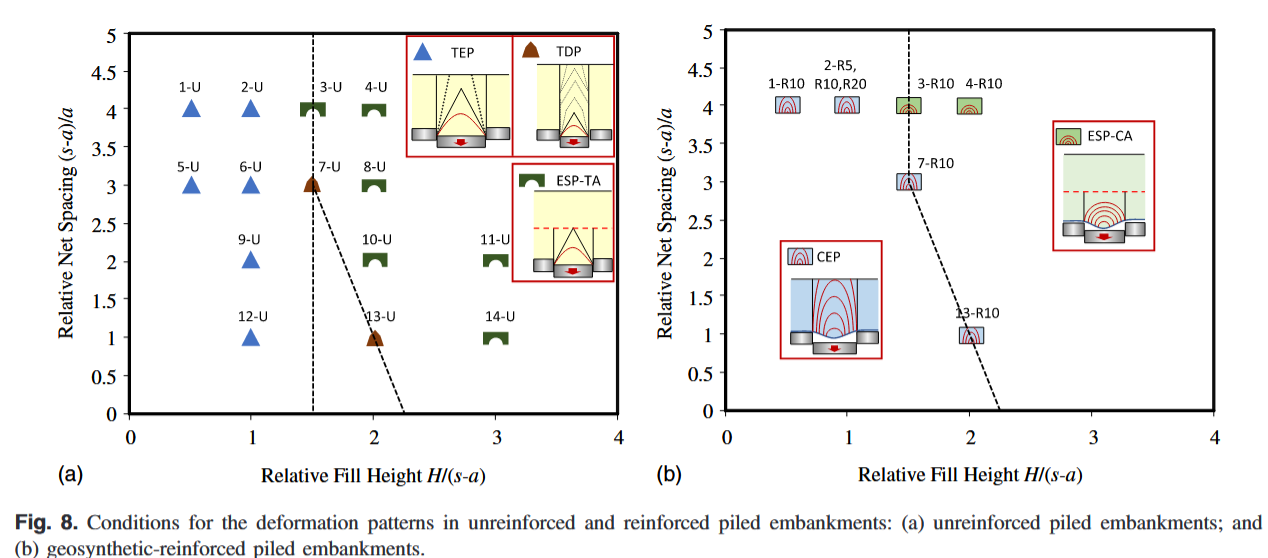 5
4.5
4
3.5
3
2.5
2
1.5
1
0.5
0
Relative Net Spacing (s-a)/a
1-U
2-U
3-U
4-U
5-U
6-U
7-U
8-U
9-U
10-U
11-U
12-U
13-U
14-U
TEP
TDP
ESP-TA
0
1
2
3
4
(a)
Relative Fill Height H/(s-a)
5
4.5
4
3.5
3
2.5
2
1.5
1
0.5
0
Relative Net Spacing (s-a)/a
1-R10
2-R5,
R10,R20
3-R10
4-R10
7-R10
13-R10
ESP-CA
CEP
0
1
2
3
4
(b)
Relative Fill Height H/(s-a)
Fig. 8. Conditions for the deformation patterns in unreinforced and reinforced piled embankments: (a) unreinforced piled embankments; and
(b) geosynthetic-reinforced piled embankments.